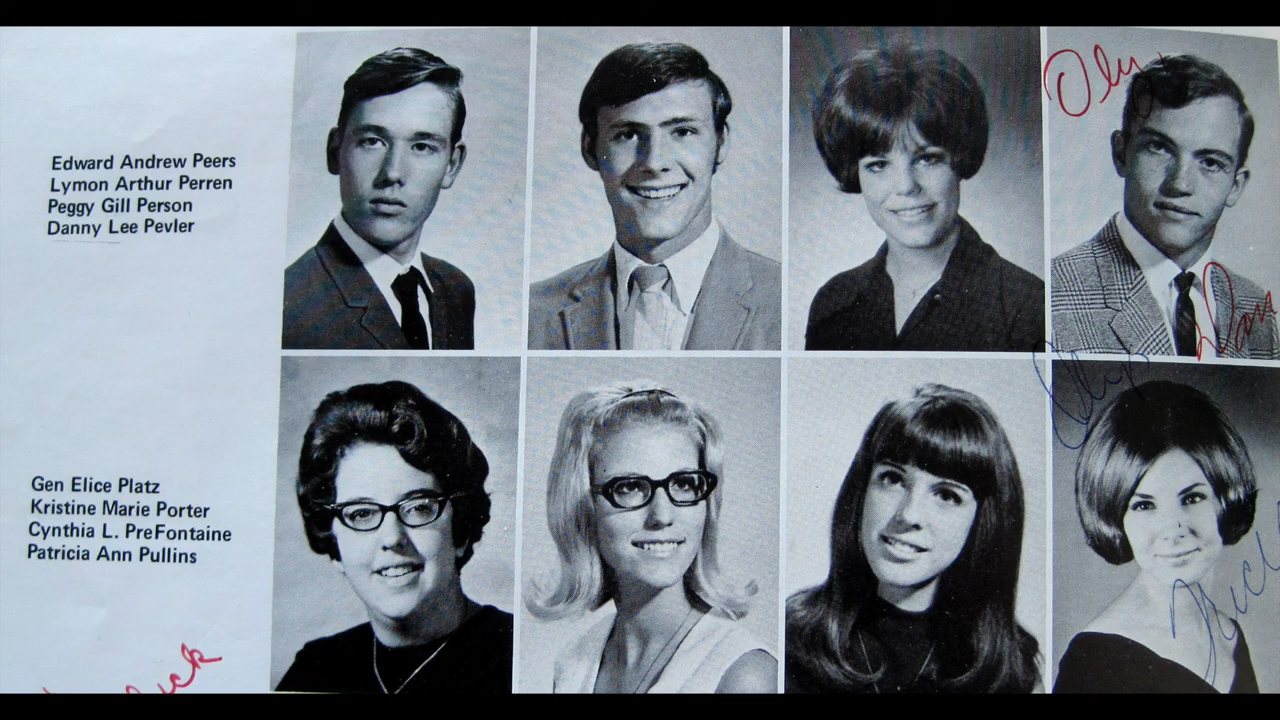 Edward Andrew Peers
Lymon Arthur Perren
Peggy Gill Person
Danny Lee Pevler
Gen Elice Platz
Kristine Marie Porter
Cynthia L. PreFontaine
Patricia Ann Pullins